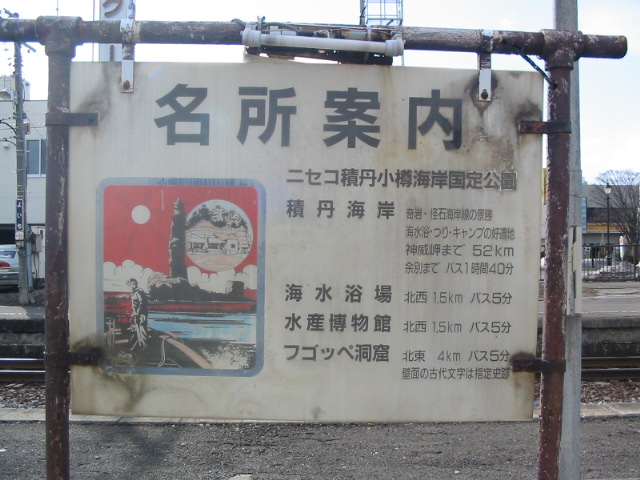 名所案内
ニセコ積丹小樽海岸国定公園
積丹海岸 奇岩・怪石海岸線の景勝
海水浴・つり・キャンプの好適地
神威岬まで 52km
余別まで バス1時間40分
海水浴場 北西 1.5km バス5分
水産博物館 北西 1.5km バス5分
フゴッペ洞窟 北東 4km バス5分
壁面の古代文字は指定史跡
よいち